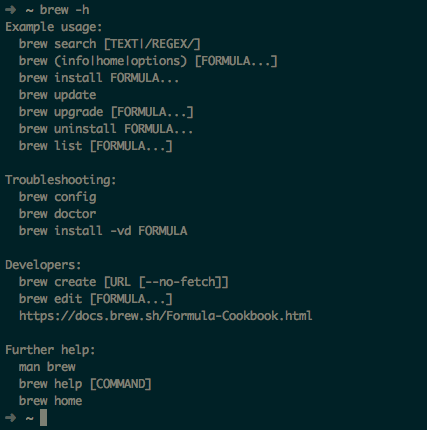 ➜ ~ brew -h
Example usage:
  brew search [TEXT|/REGEX/]
  brew (info|home|options) [FORMULA...]
  brew install FORMULA...
  brew update
  brew upgrade [FORMULA...]
  brew uninstall FORMULA...
  brew list [FORMULA...]

Troubleshooting:
  brew config
  brew doctor
  brew install -vd FORMULA

Developers:
  brew create [URL [--no-fetch]]
  brew edit [FORMULA...]
  https://docs.brew.sh/Formula-Cookbook.html

Further help:
  man brew
  brew help [COMMAND]
  brew home
➜ ~